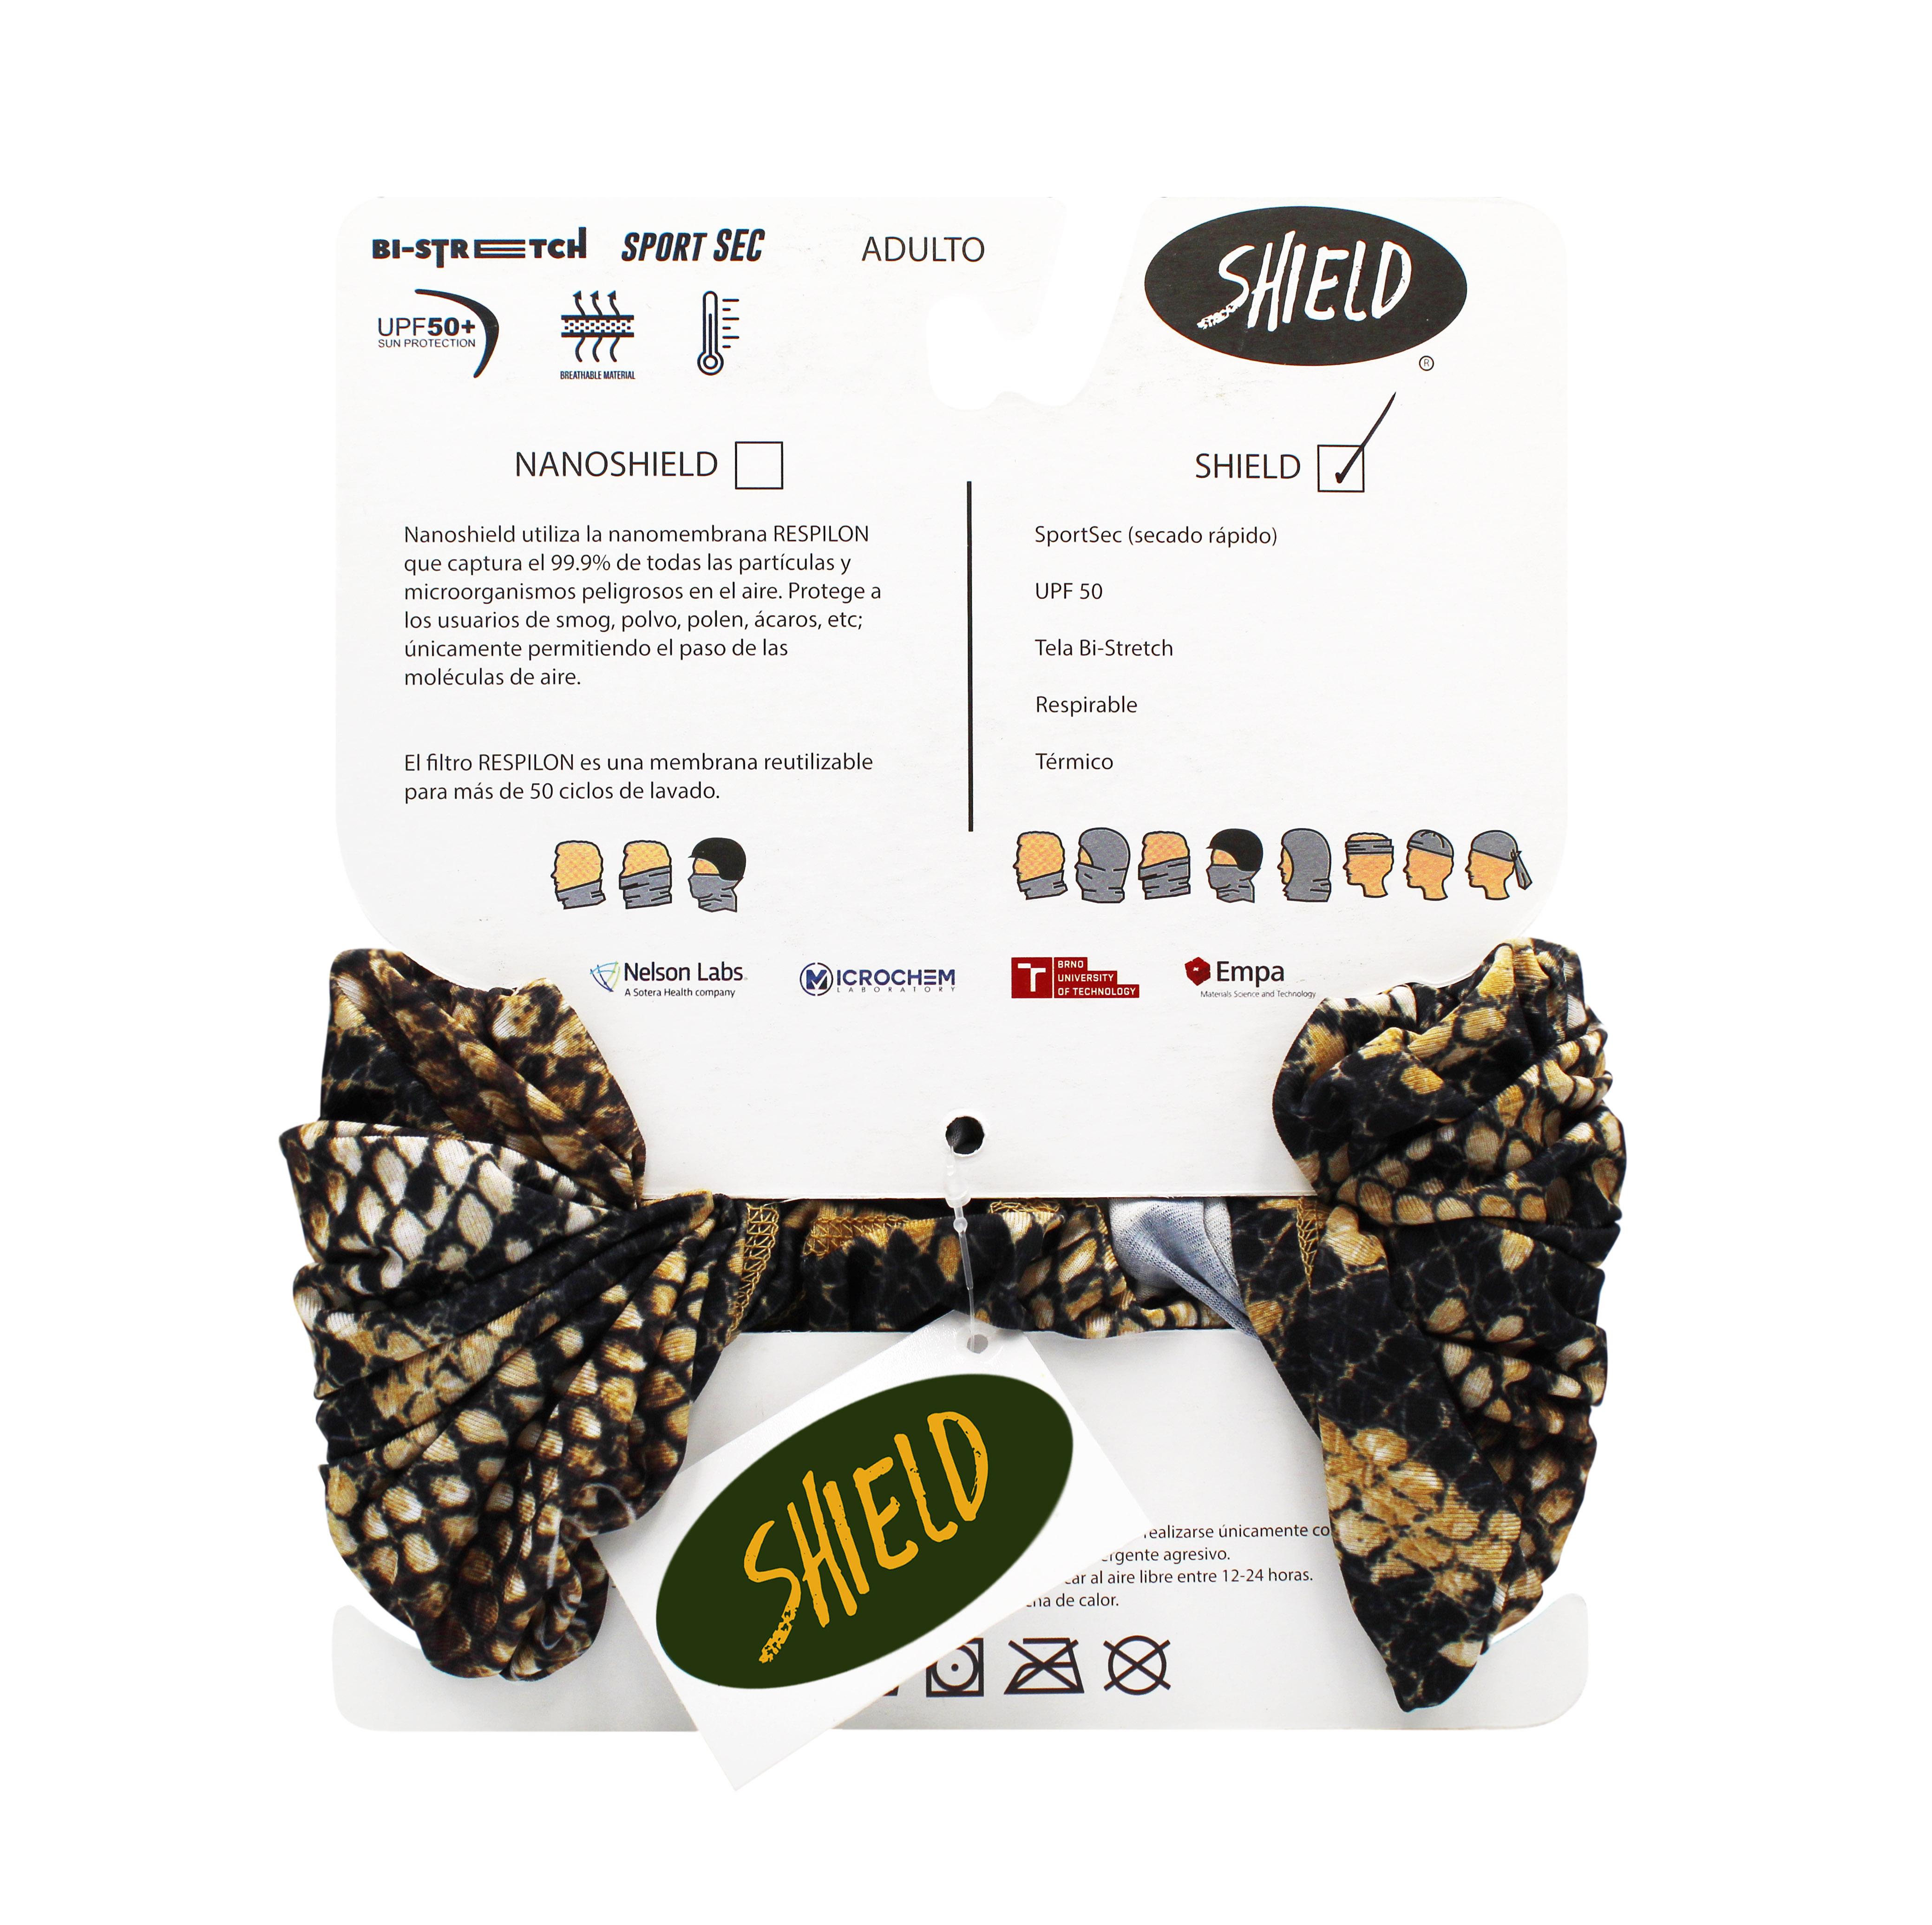 BI-STRETCH SPORT SEC ADULTO
SHIELD
®
UPF50+
SUN PROTECTION
BREATHABLE MATERIAL
NANOSHIELD
Nanoshield utiliza la nanomembrana RESPILON
que captura el 99.9% de todas las partículas y
microorganismos peligrosos en el aire. Protege a
los usuarios de smog, polvo, polen, ácaros, etc;
únicamente permitiendo el paso de las
moléculas de aire.
El filtro RESPILON es una membrana reutilizable
para más de 50 ciclos de lavado.
SHIELD
SportSec (secado rápido)
UPF 50
Tela Bi-Stretch
Respirable
Térmico
Nelson Labs
A Sotera Health company
MICROCHEM
LABORATORY
T BRNO
UNIVERSITY
OF TECHNOLOGY
Empa
Materials Science and Technology
SHIELD
realizarse únicamente
agresivo.
al aire libre entre 12-24 horas.
de calor.